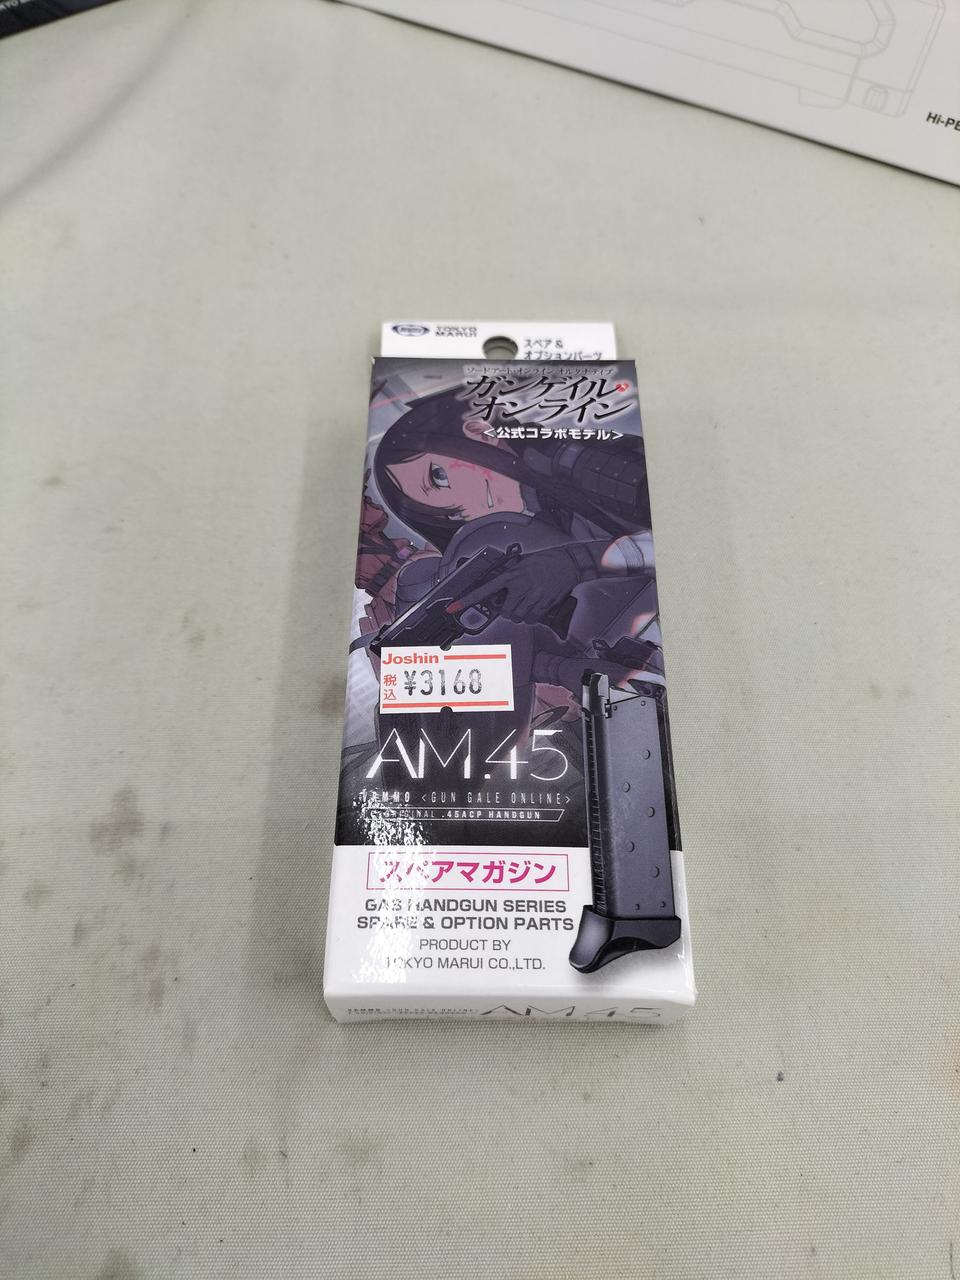 TOKYO
MARUI
スペア &
オプションパーツ
ソードアート・オンライン オルタナティブ
ガンゲイル・
オンライン
<公式コラボモデル>
Joshin
税込
¥3168
AM.45
VRMMO <GUN GALE ONLINE>
ORIGINAL .45ACP HANDGUN
スペアマガジン
GAS HANDGUN SERIES
SPARE & OPTION PARTS
PRODUCT BY
TOKYO MARUI CO.,LTD.
AM.45